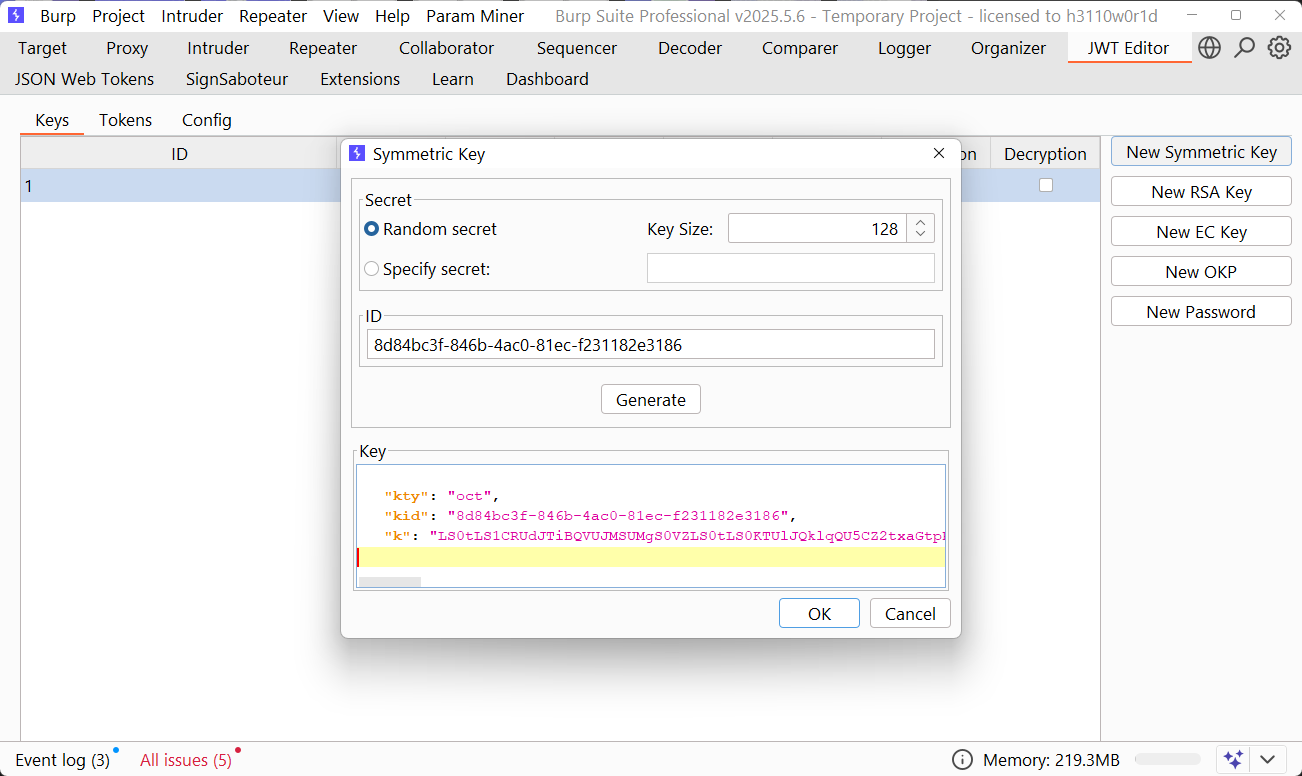 Burp Project Intruder Repeater View Help Param Miner Burp Suite Professional v2025.5.6 - Temporary Project - licensed to h3110w0r1d
Target Proxy Intruder Repeater Collaborator Sequencer Decoder Comparer Logger Organizer JWT Editor
JSON Web Tokens SignSaboteur Extensions Learn Dashboard
Keys Tokens Config
ID on Decryption
1
New Symmetric Key
New RSA Key
New EC Key
New OKP
New Password
Symmetric Key
Secret
Random secret Key Size: 128
Specify secret:
ID
8d84bc3f-846b-4ac0-81ec-f231182e3186
Generate
Key
"kty": "oct",
"kid": "8d84bc3f-846b-4ac0-81ec-f231182e3186",
"k": "LS0tLS1CRUdJTiBQVUJMSUMgS0VZLS0tLS0KTUlJQklqQU5CZ2txaGtp
OK Cancel
Event log (3) All issues (5) Memory: 219.3MB